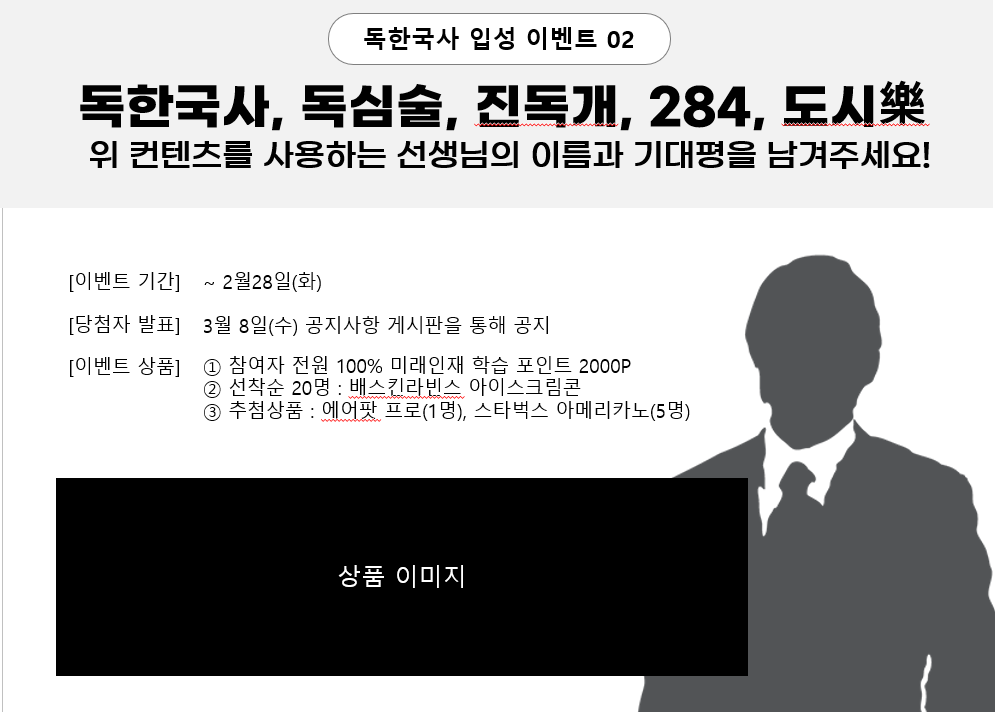 독한국사 입성 이벤트 02
독한국사, 독심술, 진독개, 284, 도시樂
위 컨텐츠를 사용하는 선생님의 이름과 기대평을 남겨주세요!
[이벤트 기간] ~ 2월28일(화)
[당첨자 발표] 3월 8일(수) 공지사항 게시판을 통해 공지
[이벤트 상품] ① 참여자 전원 100% 미래인재 학습 포인트 2000P
② 선착순 20명 : 배스킨라빈스 아이스크림콘
③ 추첨상품 : 에어팟 프로(1명), 스타벅스 아메리카노(5명)
상품 이미지